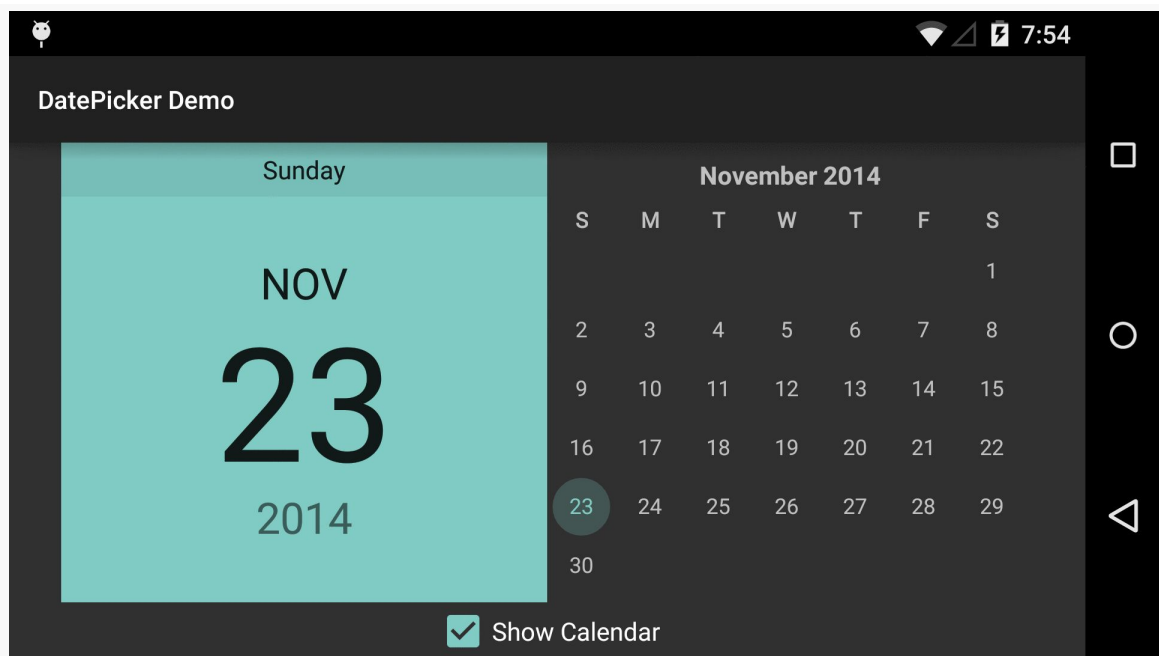 7:54
DatePicker Demo
Sunday
NOV
23
2014
November 2014
S M T W T F S
1
2 3 4 5 6 7 8
9 10 11 12 13 14 15
16 17 18 19 20 21 22
23 24 25 26 27 28 29
30
Show Calendar